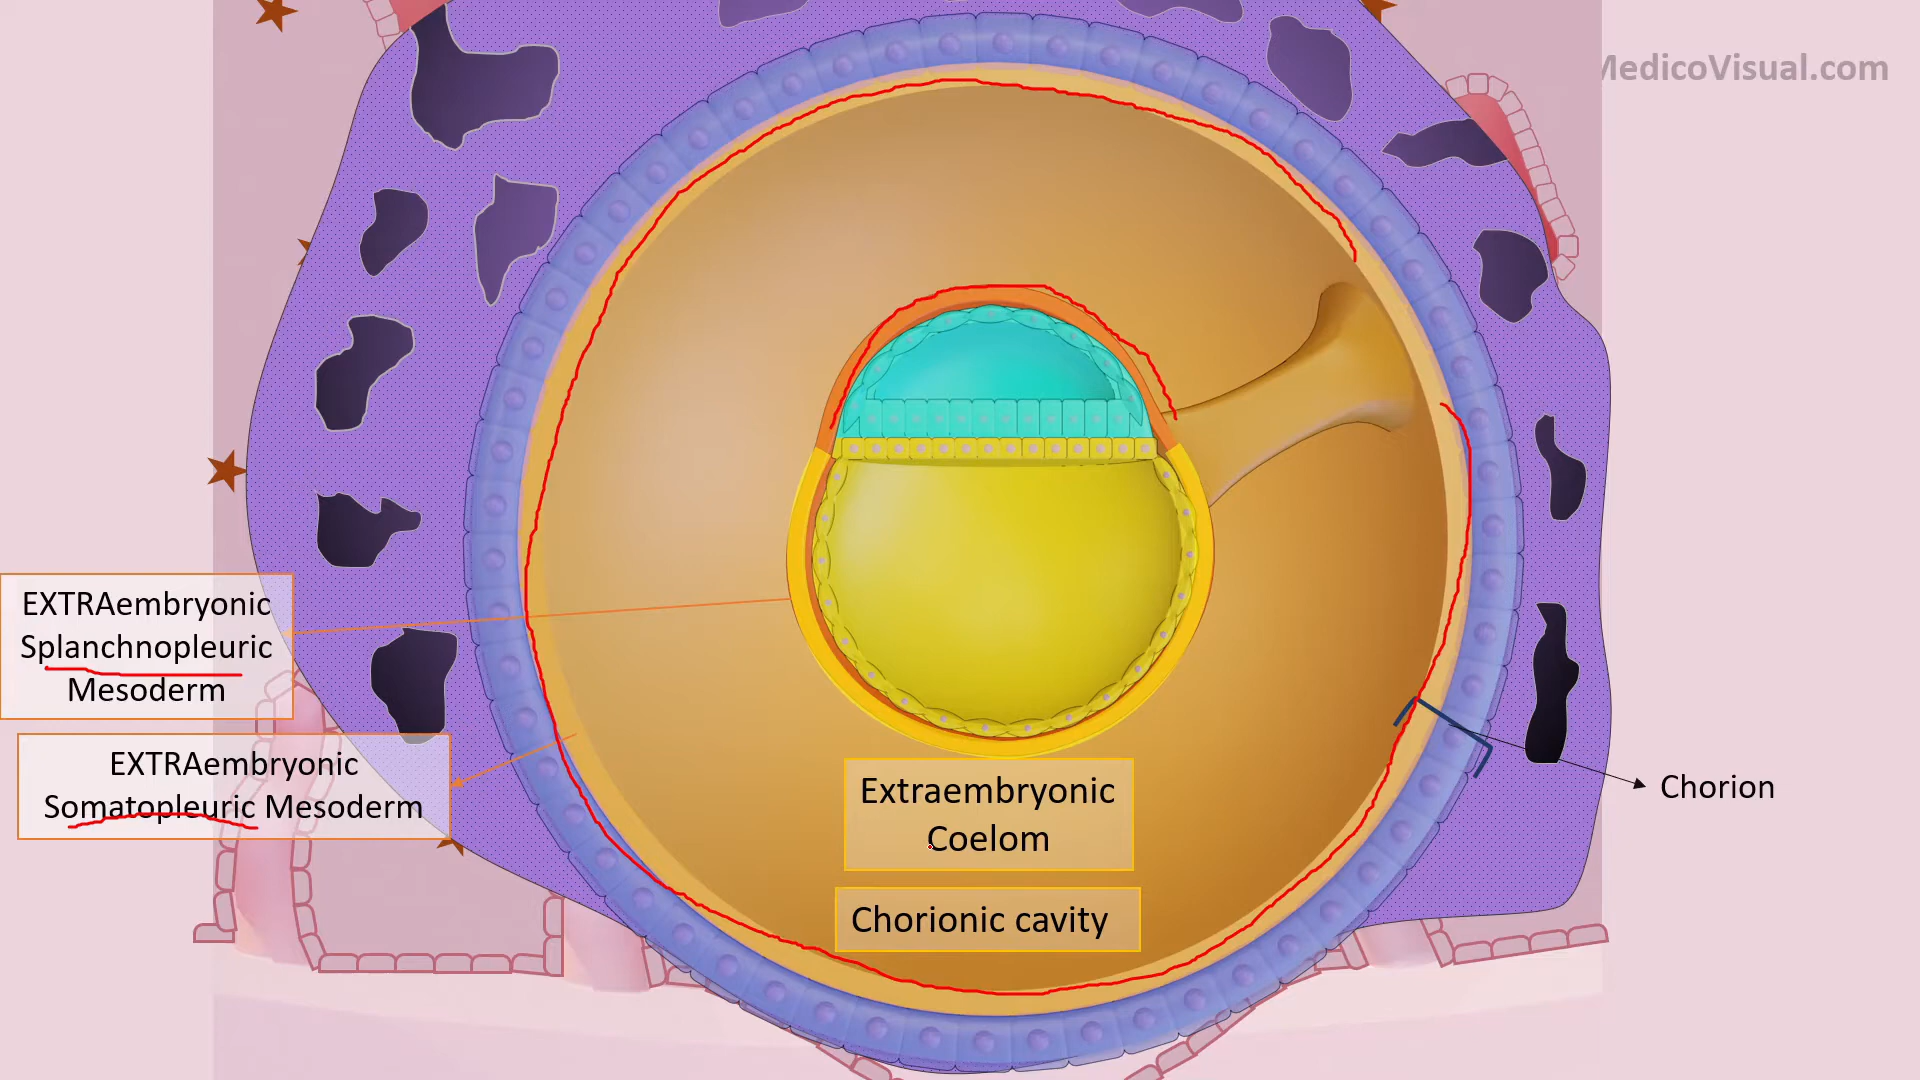 MedicoVisual.com
EXTRAembryonic
Splanchnopleuric
Mesoderm
EXTRAembryonic
Somatopleuric Mesoderm
Extraembryonic
Coelom
Chorionic cavity
Chorion